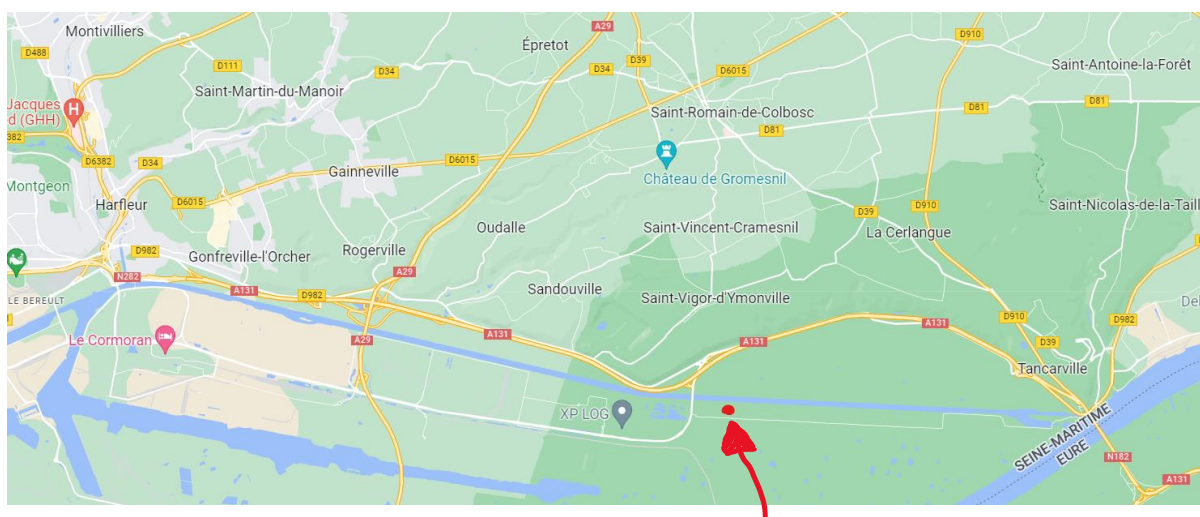 Montivilliers
A29
D910
Épretot
D488
D111
D34
D34
D39
D6015
Saint-Antoine-la-Forêt
Saint-Martin-du-Manoir
Jacques
d (GHH)
D81
D81
Saint-Romain-de-Colbosc
D81
382
D6382
D34
D6015
Gainneville
Château de Gromesnil
Montgeon
Harfleur
D6015
D39
D910
Saint-Nicolas-de-la-Taill
La Cerlangue
Oudalle
Saint-Vincent-Cramesnil
D982
Gonfreville-l'Orcher
Rogerville
A29
N282
A131
D982
Sandouville
Saint-Vigor-d'Ymonville
LE BEREULT
A131
A131
A131
D910
D982
De
Le Cormoran
A29
D39
Tancarville
XP LOG
SEINE-MARITIME
EURE
N182